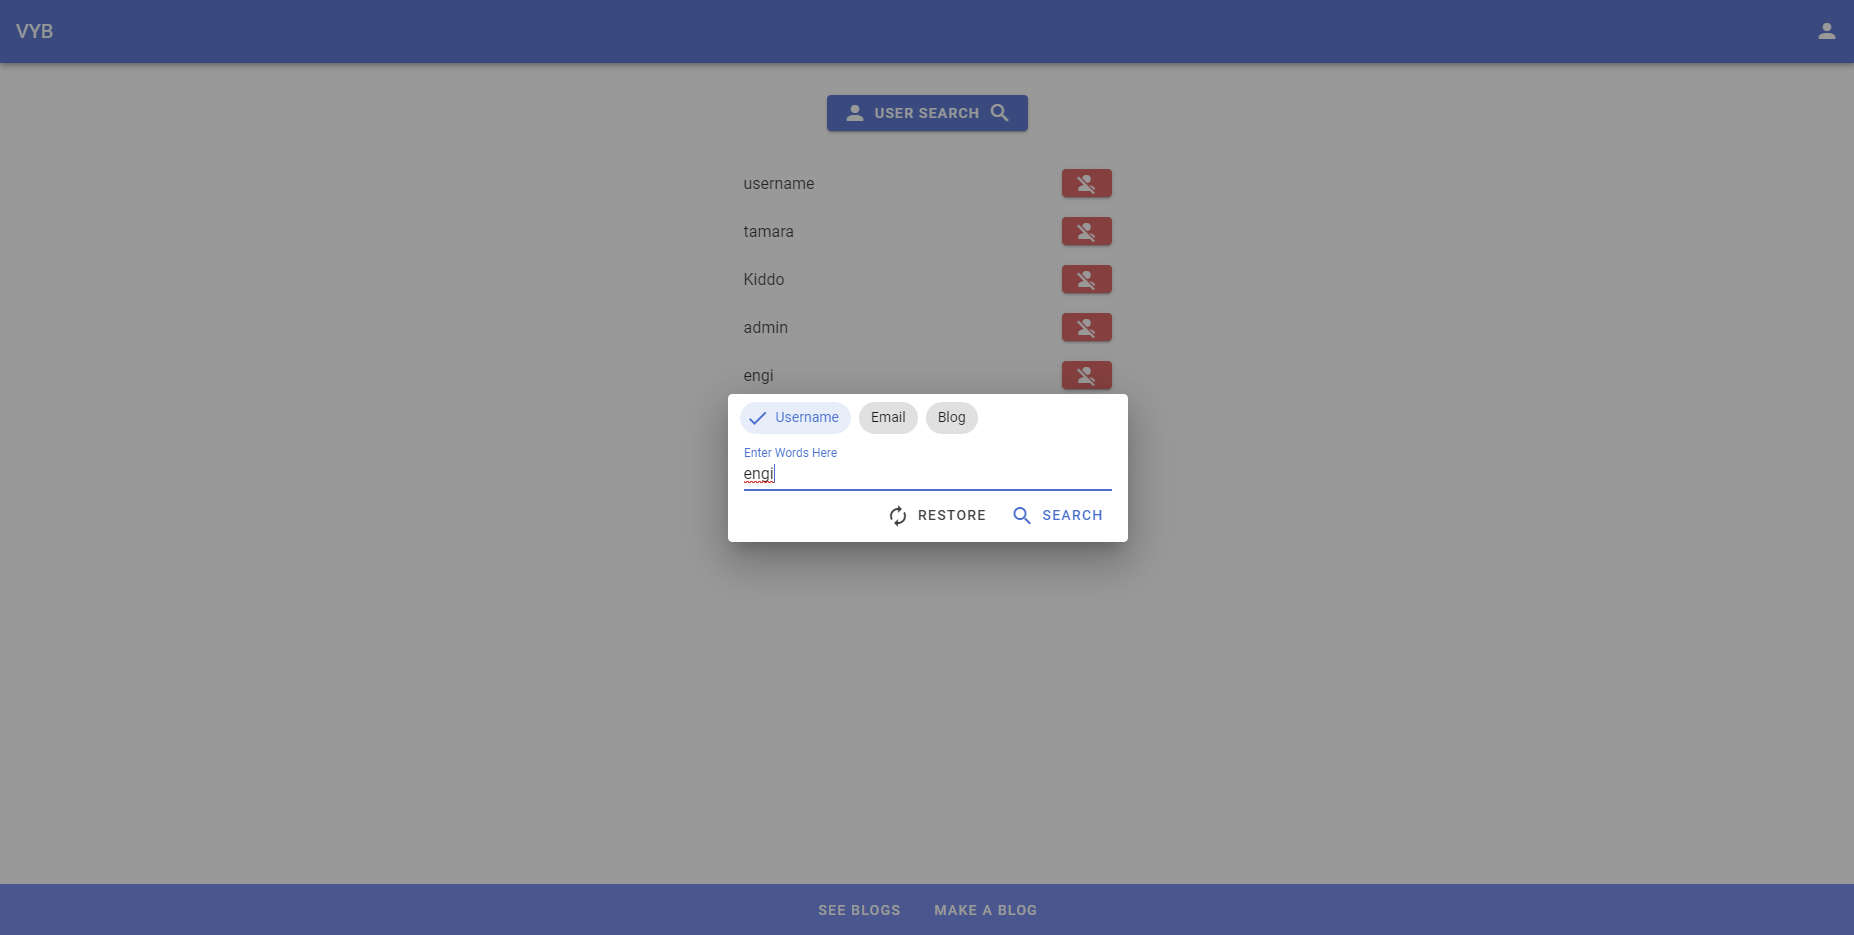 VYB
USER SEARCH
username
tamara
Kiddo
admin
engi
Username Email Blog
Enter Words Here
engi
RESTORE SEARCH
SEE BLOGS MAKE A BLOG